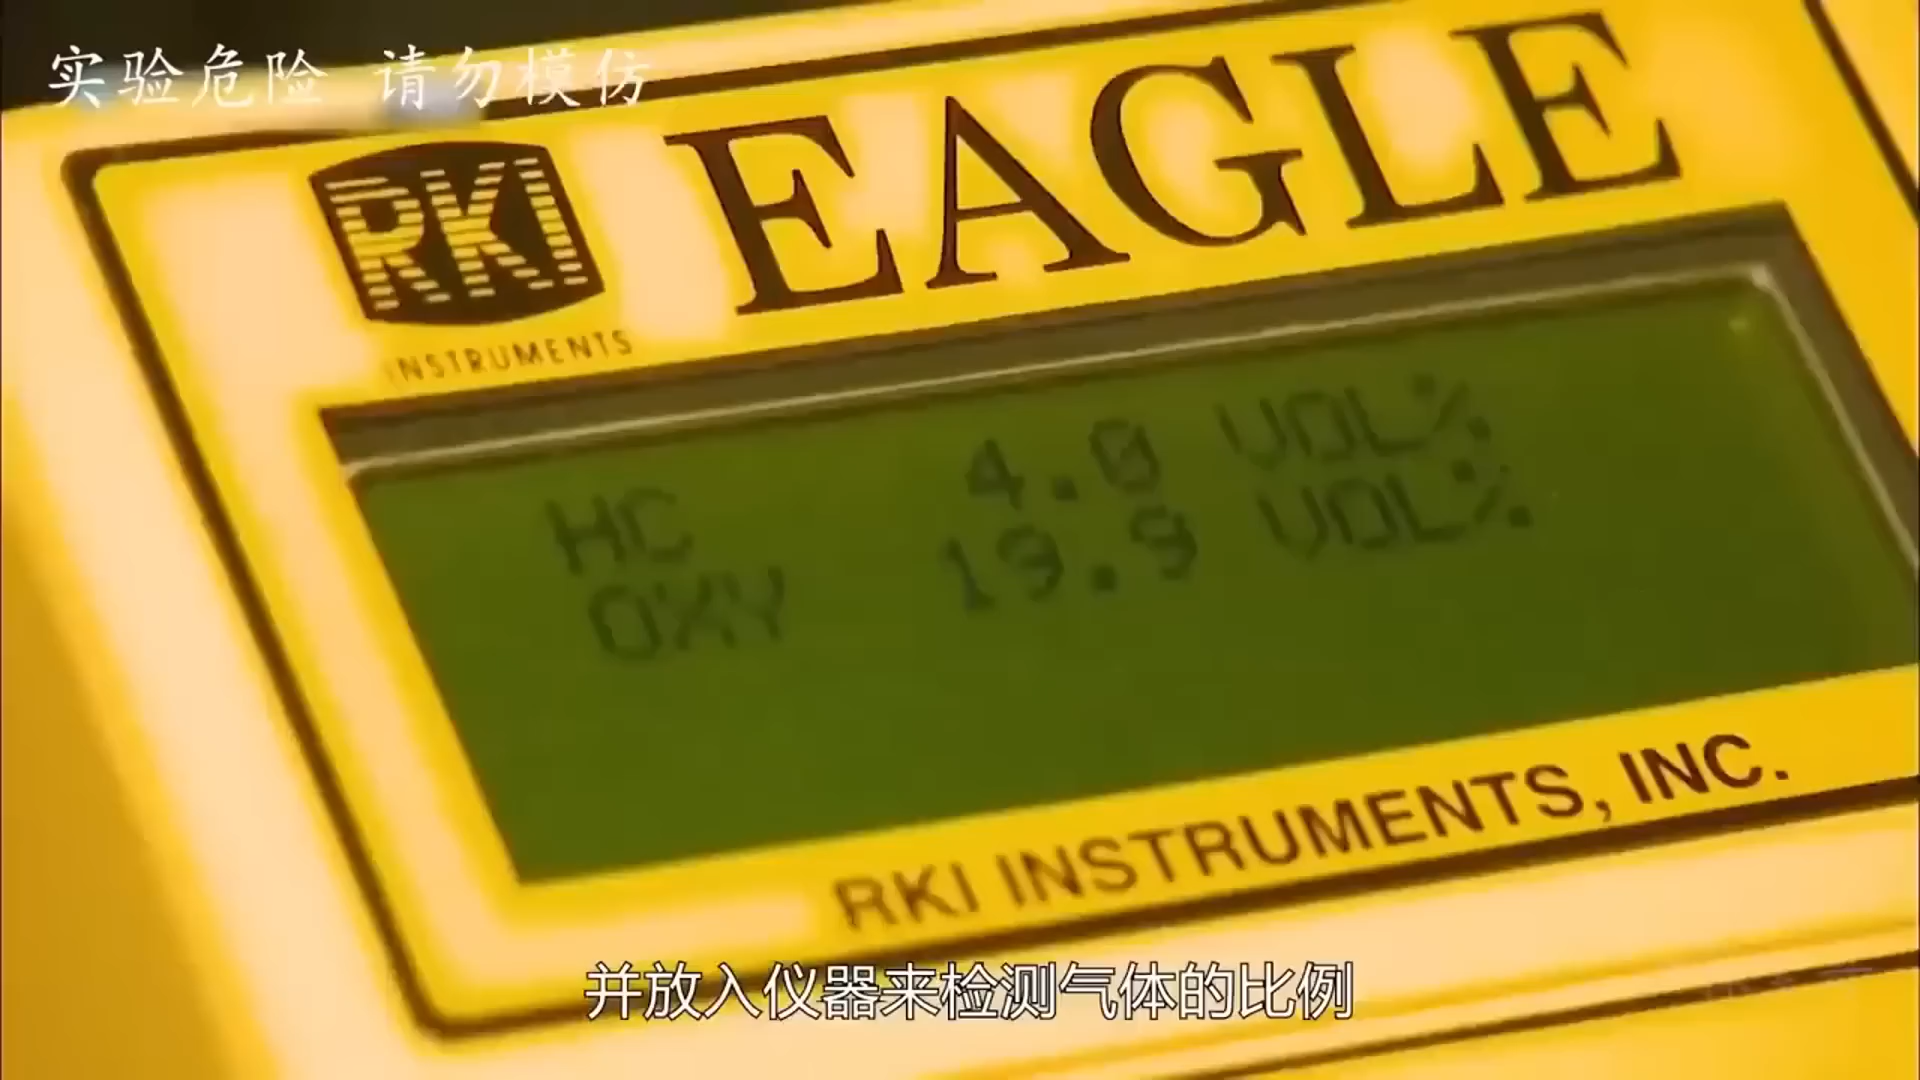 实验危险 请勿模仿
RKI
INSTRUMENTS
EAGLE
HC 4.0 VOL%
OXY 19.9 VOL%
RKI INSTRUMENTS, INC.
并放入仪器来检测气体的比例